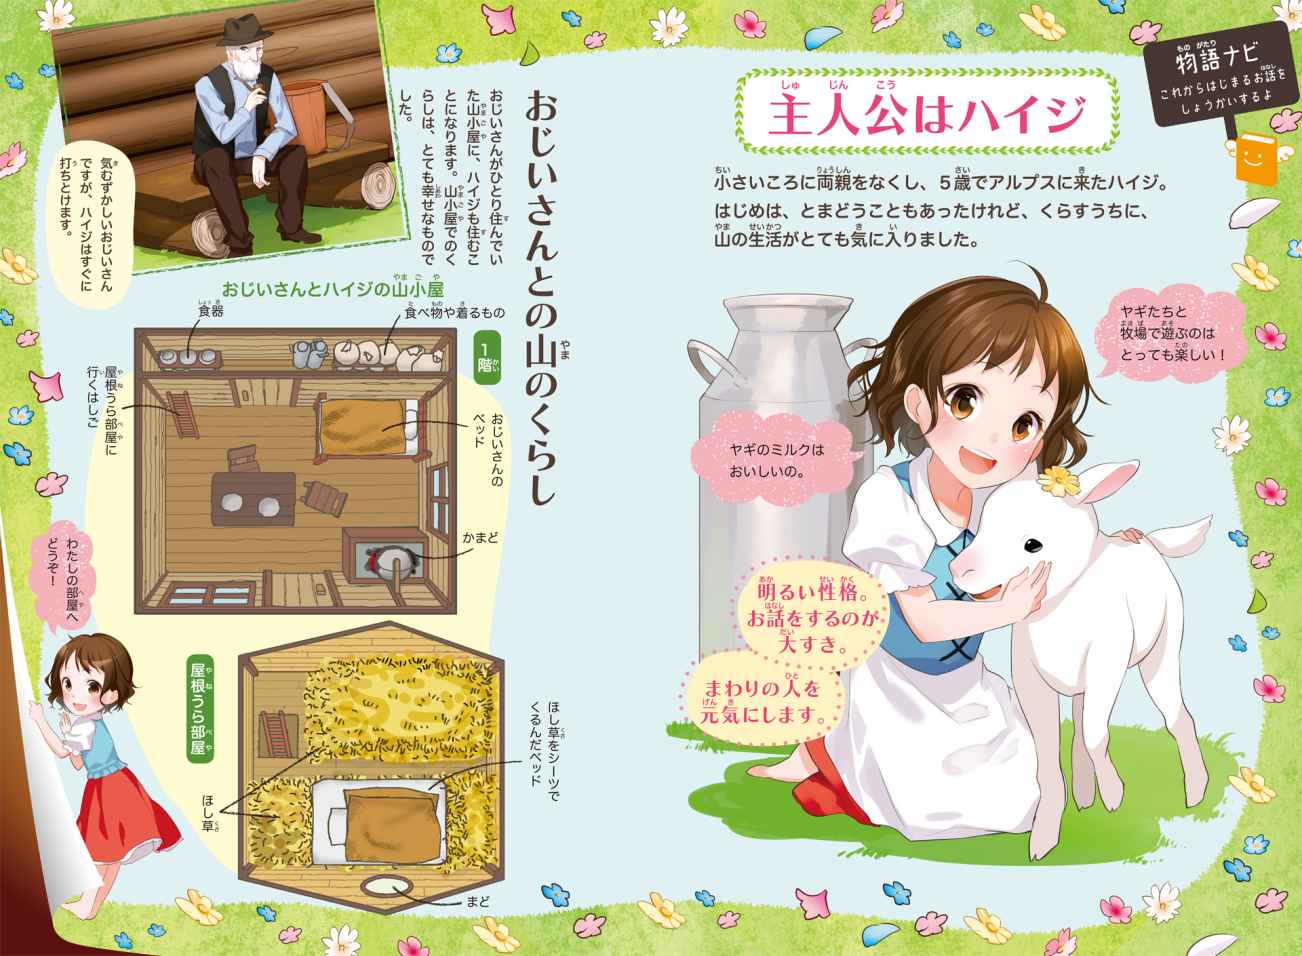 物語ナビ
これからはじまるお話を
しょうかいするよ
主人公はハイジ
小さいころに両親をなくし、5歳でアルプスに来たハイジ。
はじめは、とまどうこともあったけれど、くらすうちに、
山の生活がとても気に入りました。
ヤギたちと
牧場で遊ぶのは
とっても楽しい！
ヤギのミルクは
おいしいの。
明るい性格。
お話をするのが
大すき。
まわりの人を
元気にします。
おじいさんとの山のくらし
おじいさんがひとり住んでい
た山小屋に、ハイジも住むこ
とになります。山小屋でのく
らしは、とても幸せなもので
した。
気むずかしいおじいさん
ですが、ハイジはすぐに
打ちとけます。
おじいさんとハイジの山小屋
1階
食べ物や着るもの
食器
屋根うら部屋に
行くはしご
おじいさんの
ベッド
かまど
わたしの部屋へ
どうぞ！
屋根うら部屋
ほし草をシーツで
くるんだベッド
ほし草
まど